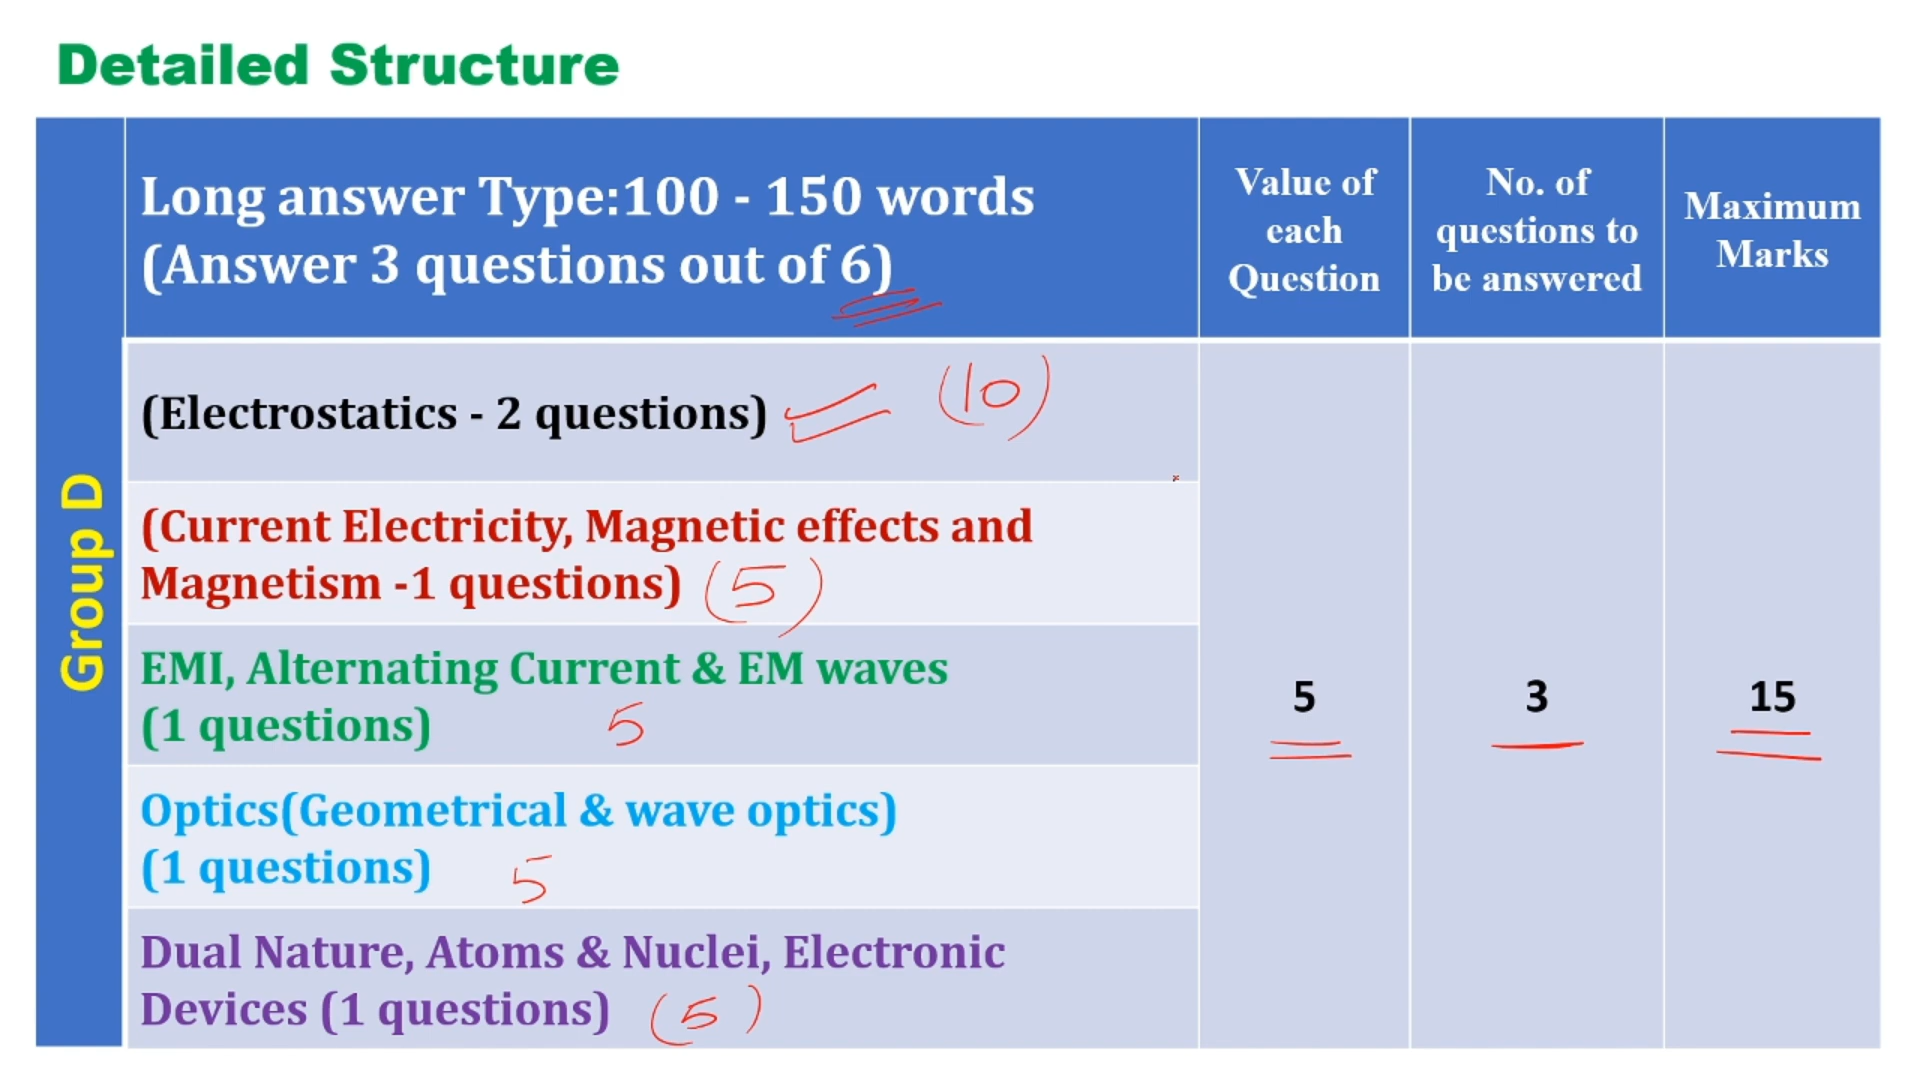 Detailed Structure
Group D
Long answer Type:100 - 150 words
(Answer 3 questions out of 6)
Value of
each
Question
No. of
questions to
be answered
Maximum
Marks
(Electrostatics - 2 questions) (10)
(Current Electricity, Magnetic effects and
Magnetism -1 questions) (5)
EMI, Alternating Current & EM waves
(1 questions) 5
Optics(Geometrical & wave optics)
(1 questions) 5
Dual Nature, Atoms & Nuclei, Electronic
Devices (1 questions) (5)
5
3
15